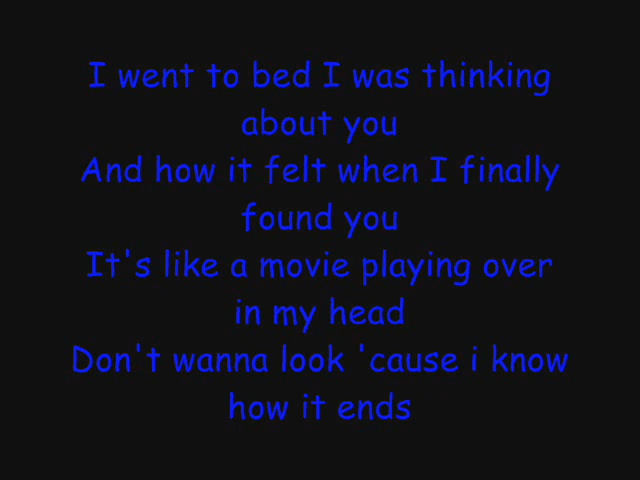 I went to bed I was thinking
about you
And how it felt when I finally
found you
It's like a movie playing over
in my head
Don't wanna look 'cause i know
how it ends